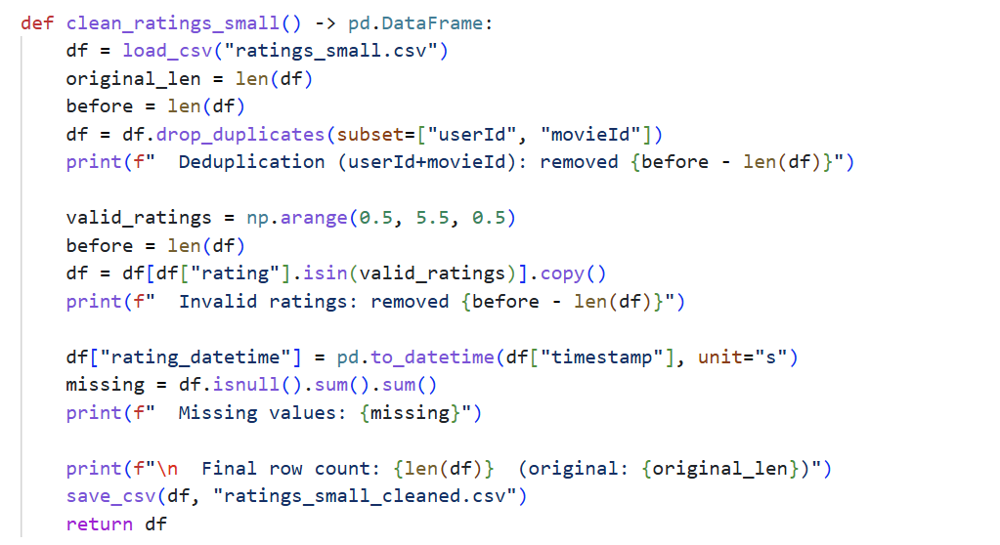 def clean_ratings_small() -> pd.DataFrame:
    df = load_csv("ratings_small.csv")
    original_len = len(df)
    before = len(df)
    df = df.drop_duplicates(subset=["userId", "movieId"])
    print(f"  Deduplication (userId+movieId): removed {before - len(df)}")

    valid_ratings = np.arange(0.5, 5.5, 0.5)
    before = len(df)
    df = df[df["rating"].isin(valid_ratings)].copy()
    print(f"  Invalid ratings: removed {before - len(df)}")

    df["rating_datetime"] = pd.to_datetime(df["timestamp"], unit="s")
    missing = df.isnull().sum().sum()
    print(f"  Missing values: {missing}")

    print(f"\n  Final row count: {len(df)}  (original: {original_len})")
    save_csv(df, "ratings_small_cleaned.csv")
    return df